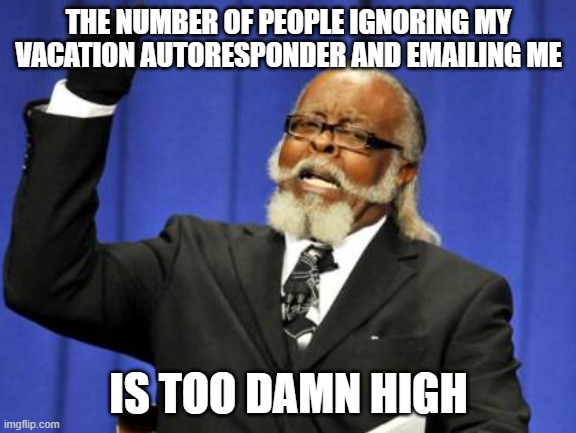 THE NUMBER OF PEOPLE IGNORING MY
VACATION AUTORESPONDER AND EMAILING ME
IS TOO DAMN HIGH
imgflip.com